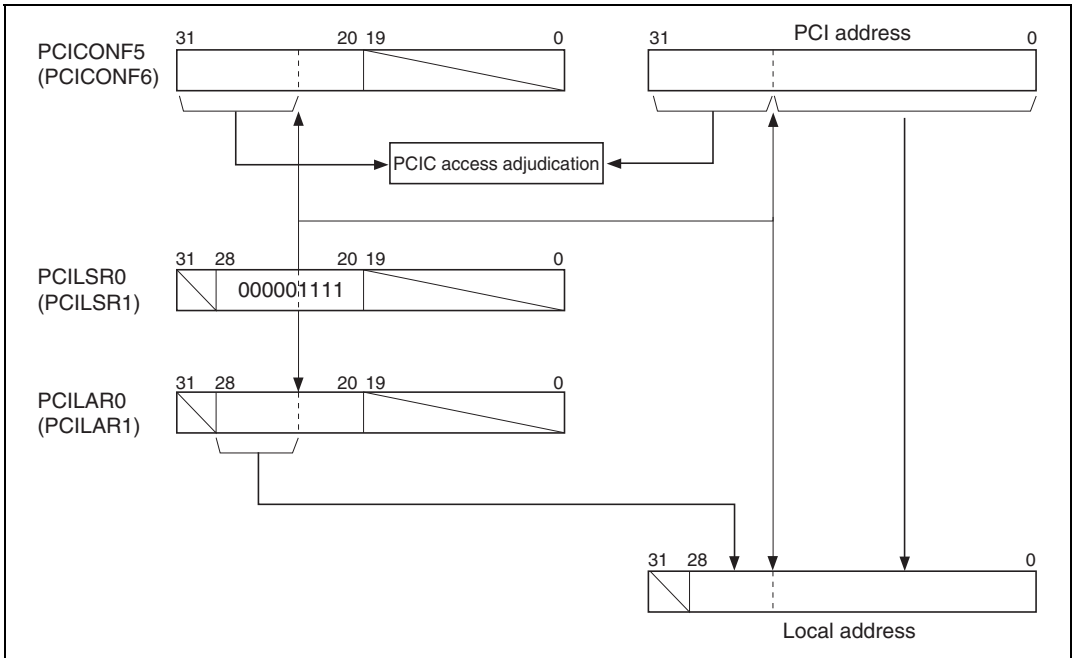 PCICONF5
(PCICONF6)
31 20 19 0
PCI address
31 0
PCIC access adjudication
PCILSR0
(PCILSR1)
31 28 20 19 0
000001111
PCILAR0
(PCILAR1)
31 28 20 19 0
31 28 0
Local address